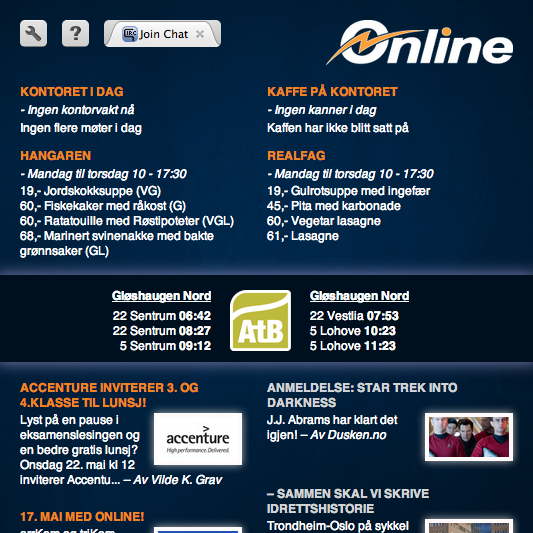 ?
IRC Join Chat ×
Online
KONTORET I DAG
- Ingen kontorvakt nå
Ingen flere møter i dag
KAFFE PÅ KONTORET
- Ingen kanner i dag
Kaffen har ikke blitt satt på
HANGAREN
- Mandag til torsdag 10 - 17:30
19,- Jordskokksuppe (VG)
60,- Fiskekaker med råkost (G)
60,- Ratatouille med Røstipoteter (VGL)
68,- Marinert svinenakke med bakte
grønnsaker (GL)
REALFAG
- Mandag til torsdag 10 - 17:30
19,- Gulrotsuppe med ingefær
45,- Pita med karbonade
60,- Vegetar lasagne
61,- Lasagne
Gløshaugen Nord
22 Sentrum 06:42
22 Sentrum 08:27
5 Sentrum 09:12
AtB
Gløshaugen Nord
22 Vestlia 07:53
5 Lohove 10:23
5 Lohove 11:23
ACCENTURE INVITERER 3. OG
4.KLASSE TIL LUNSJ!
Lyst på en pause i
eksamenslesingen og
en bedre gratis lunsj?
Onsdag 22. mai kl 12
inviterer Accentu... – Av Vilde K. Grav
accenture
High performance. Delivered.
17. MAI MED ONLINE!
ANMELDELSE: STAR TREK INTO
DARKNESS
J.J. Abrams har klart det
igjen! – Av Dusken.no
– SAMMEN SKAL VI SKRIVE
IDRETTSHISTORIE
Trondheim-Oslo på sykkel